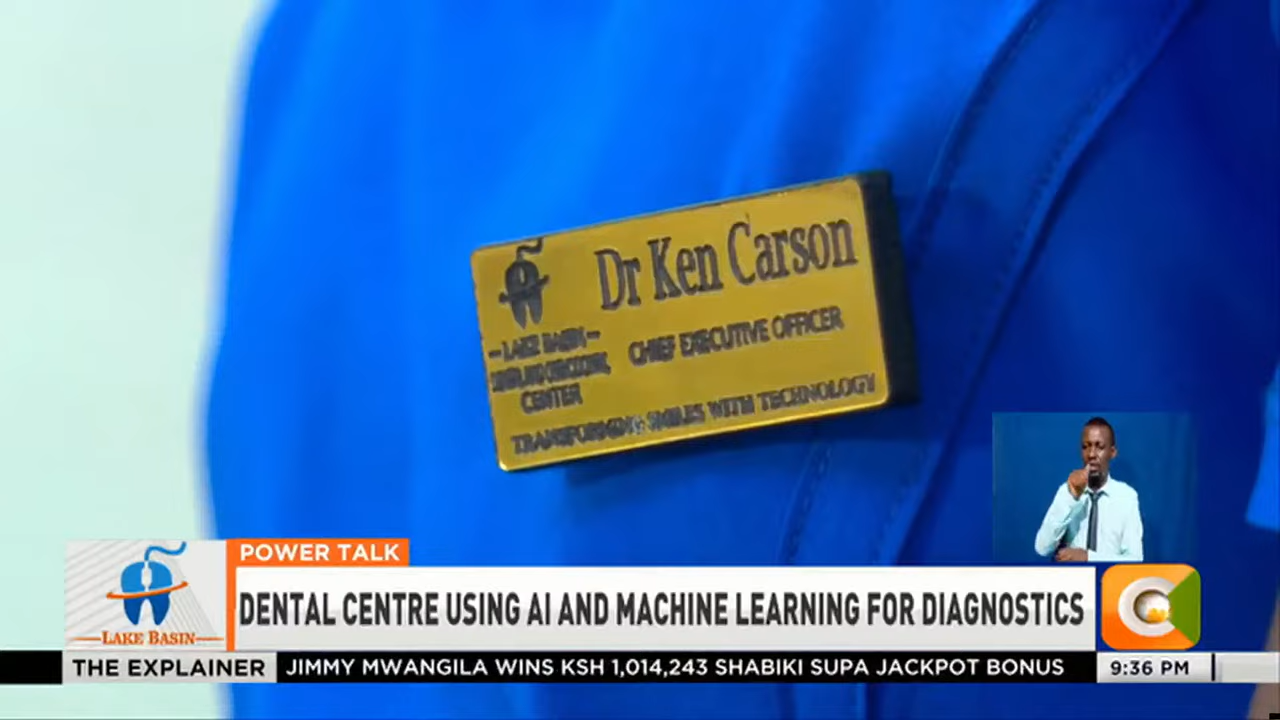 Dr Ken Carson
CHIEF EXECUTIVE OFFICER
LAKE BASIN
CENTER
TRANSFORMING SMILES WITH TECHNOLOGY
POWER TALK
DENTAL CENTRE USING AI AND MACHINE LEARNING FOR DIAGNOSTICS
LAKE BASIN
THE EXPLAINER
JIMMY MWANGILA WINS KSH 1,014,243 SHABIKI SUPA JACKPOT BONUS
9:36 PM